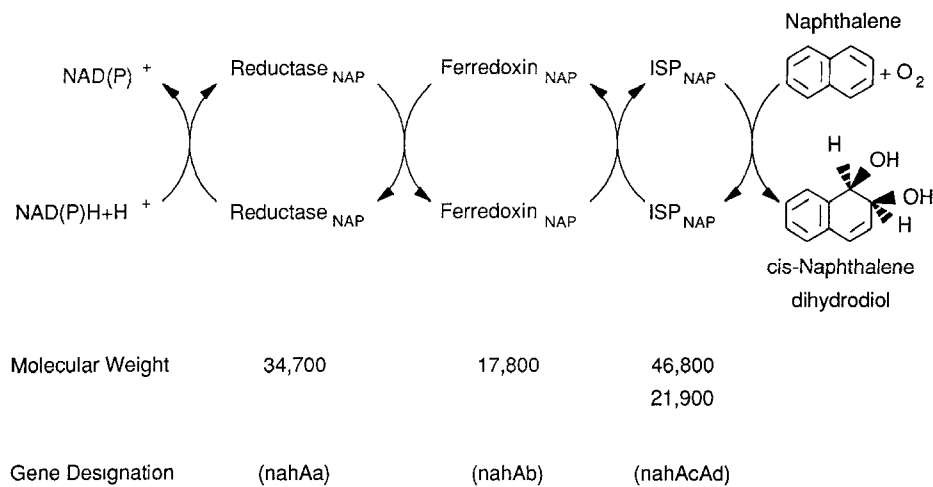 Naphthalene
NAD(P) + Reductase NAP Ferredoxin NAP ISP NAP + O2
H OH
OH
NAD(P)H+H + Reductase NAP Ferredoxin NAP ISP NAP H
cis-Naphthalene
dihydrodiol
Molecular Weight 34,700 17,800 46,800
21,900
Gene Designation (nahAa) (nahAb) (nahAcAd)